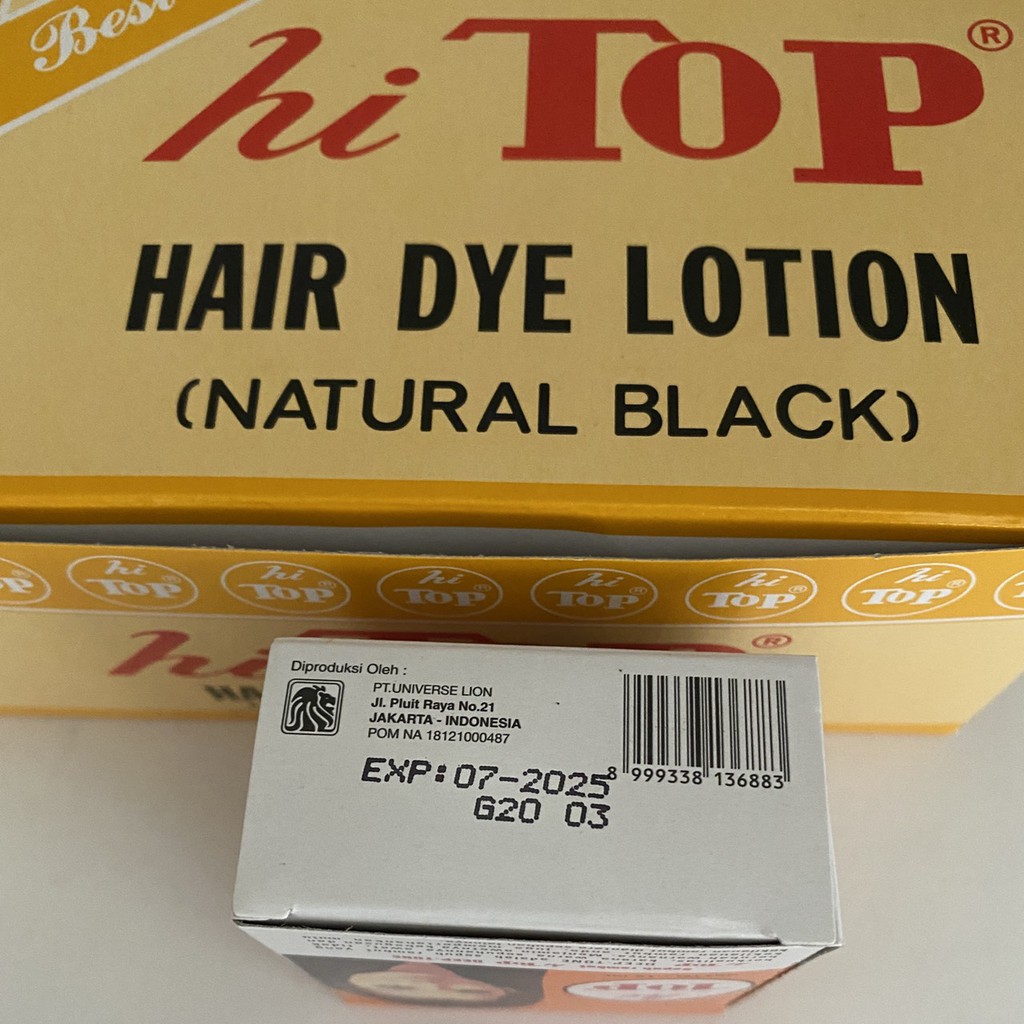 Best
hi TOP®
HAIR DYE LOTION
(NATURAL BLACK)
hi TOP® hi TOP® hi TOP® hi TOP® hi TOP® hi TOP®
hi
®
HA
Diproduksi Oleh :
PT.UNIVERSE LION
Jl. Pluit Raya No.21
JAKARTA - INDONESIA
POM NA 18121000487
EXP:07-2025
G20 03
8 999338 136883